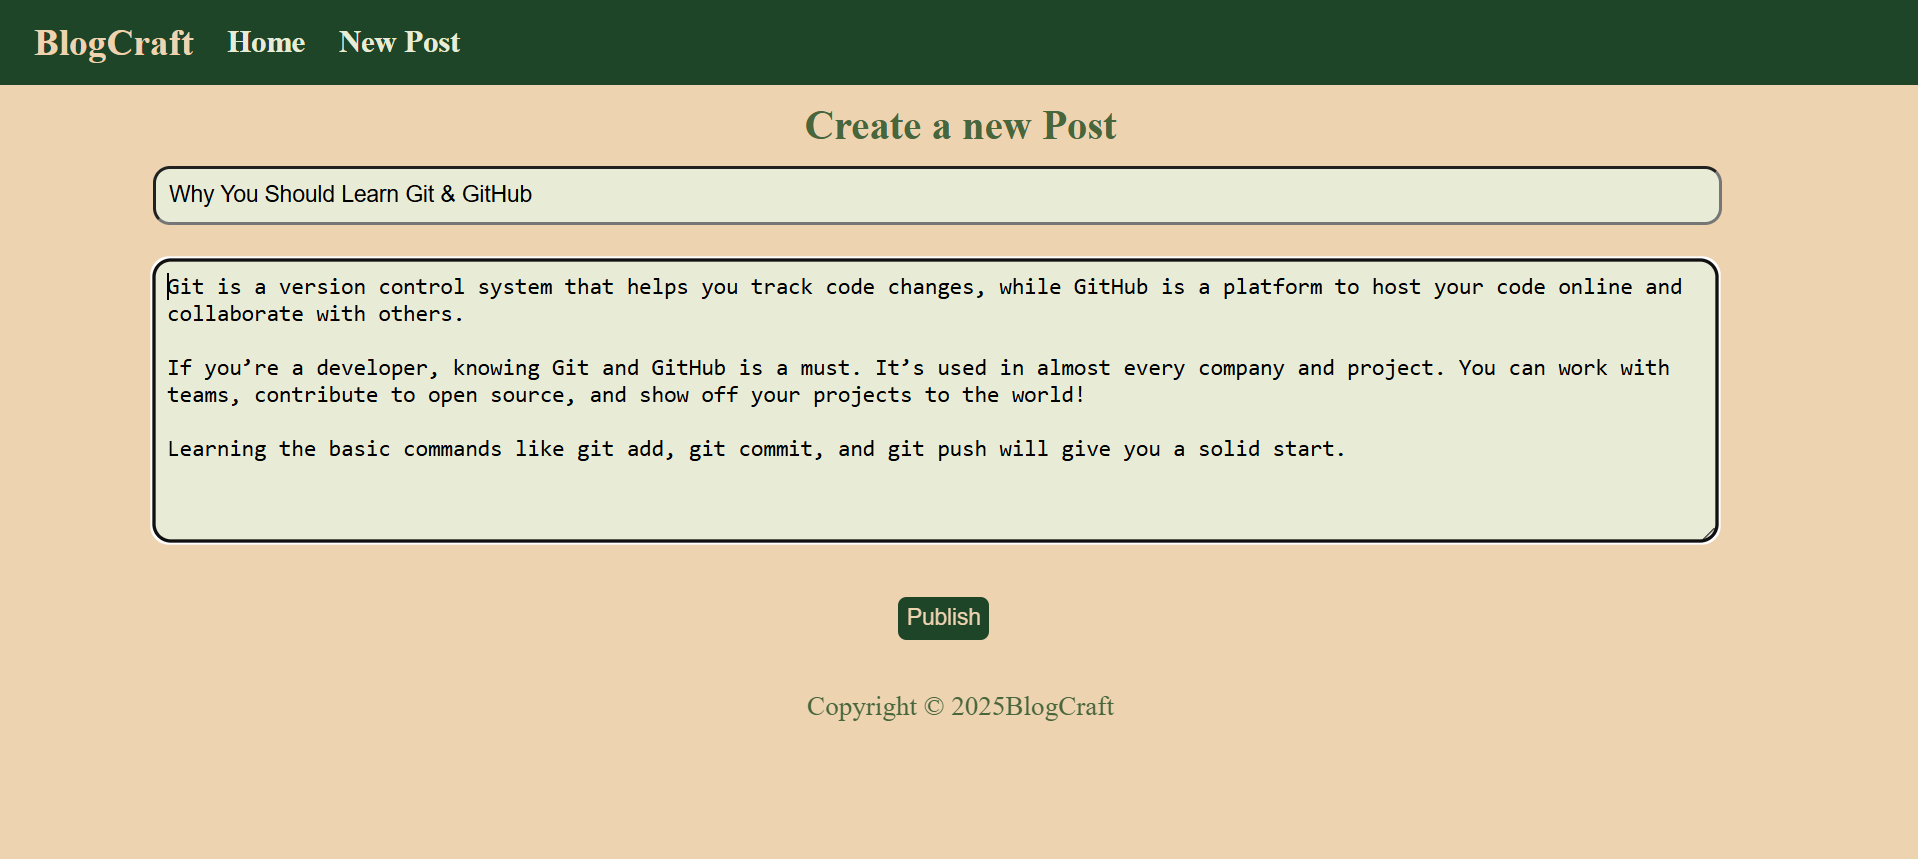 BlogCraft Home New Post
Create a new Post
Why You Should Learn Git & GitHub
Git is a version control system that helps you track code changes, while GitHub is a platform to host your code online and
collaborate with others.
If you’re a developer, knowing Git and GitHub is a must. It’s used in almost every company and project. You can work with
teams, contribute to open source, and show off your projects to the world!
Learning the basic commands like git add, git commit, and git push will give you a solid start.
Publish
Copyright © 2025BlogCraft